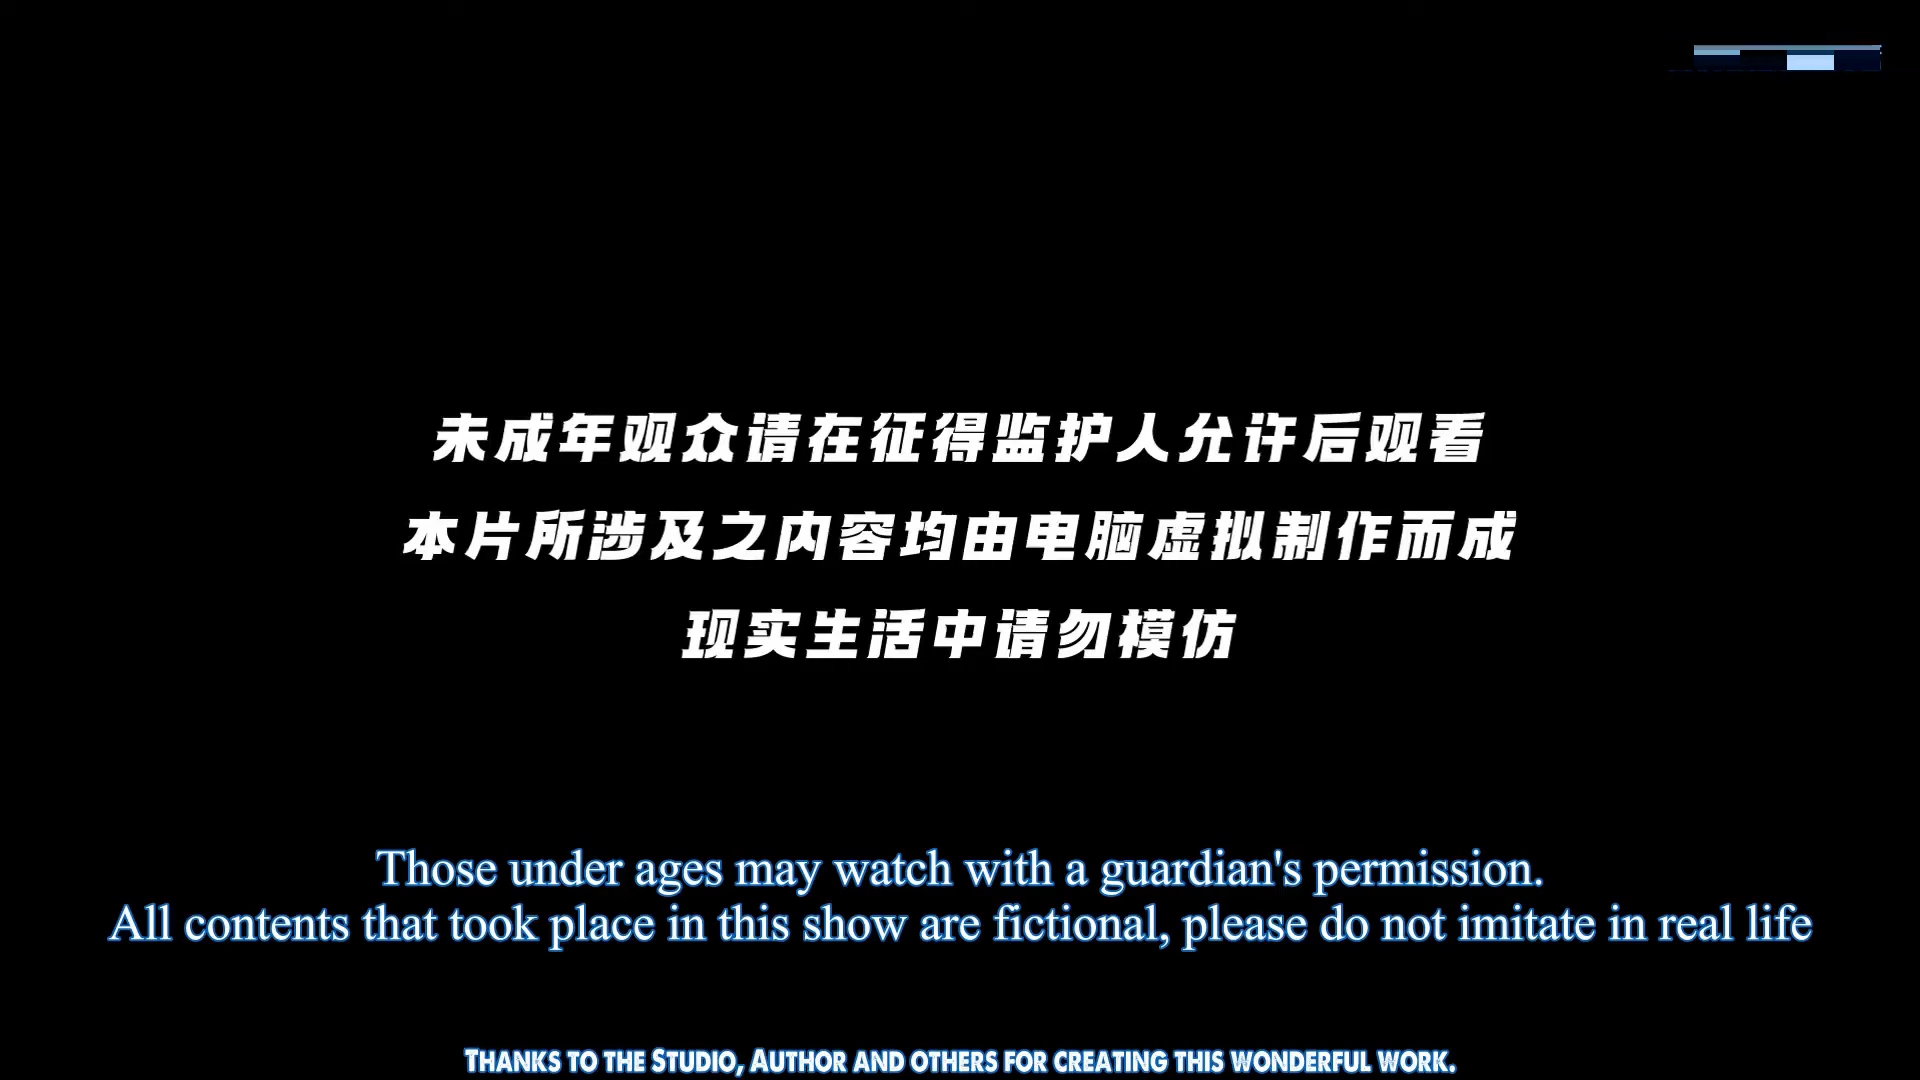 未成年观众请在征得监护人允许后观看
本片所涉及之内容均由电脑虚拟制作而成
现实生活中请勿模仿
Those under ages may watch with a guardian's permission.
All contents that took place in this show are fictional, please do not imitate in real life
THANKS TO THE STUDIO, AUTHOR AND OTHERS FOR CREATING THIS WONDERFUL WORK.